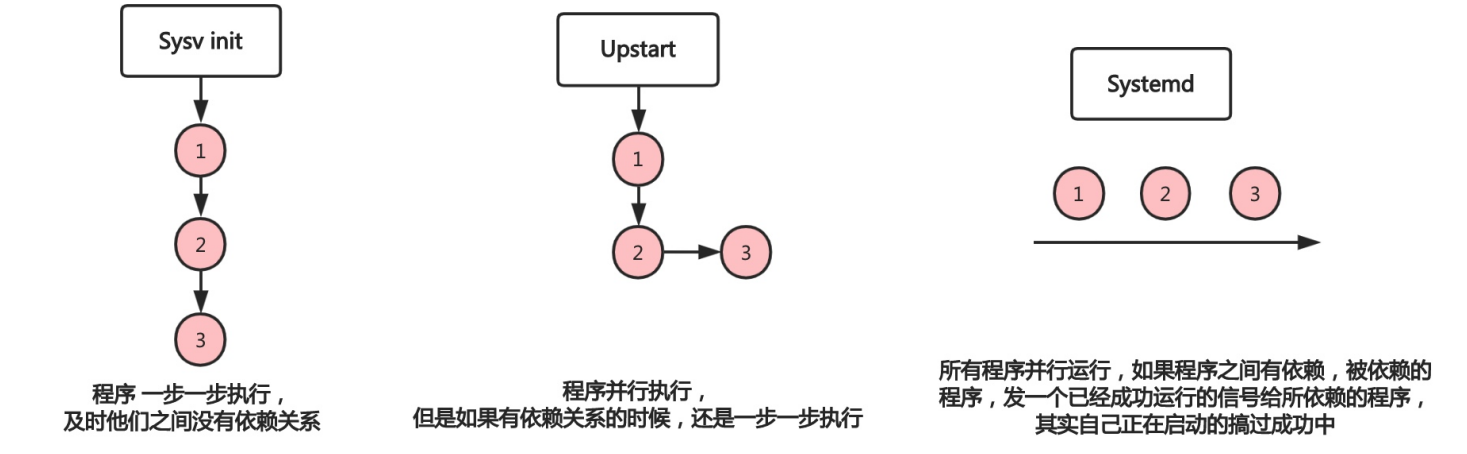 Sysv init
1
2
3
程序 一步一步执行，
及时他们之间没有依赖关系
Upstart
1
2
3
程序并行执行，
但是如果有依赖关系的时候，还是一步一步执行
Systemd
1
2
3
所有程序并行运行，如果程序之间有依赖，被依赖的
程序，发一个已经成功运行的信号给所依赖的程序，
其实自己正在启动的搞过成功中